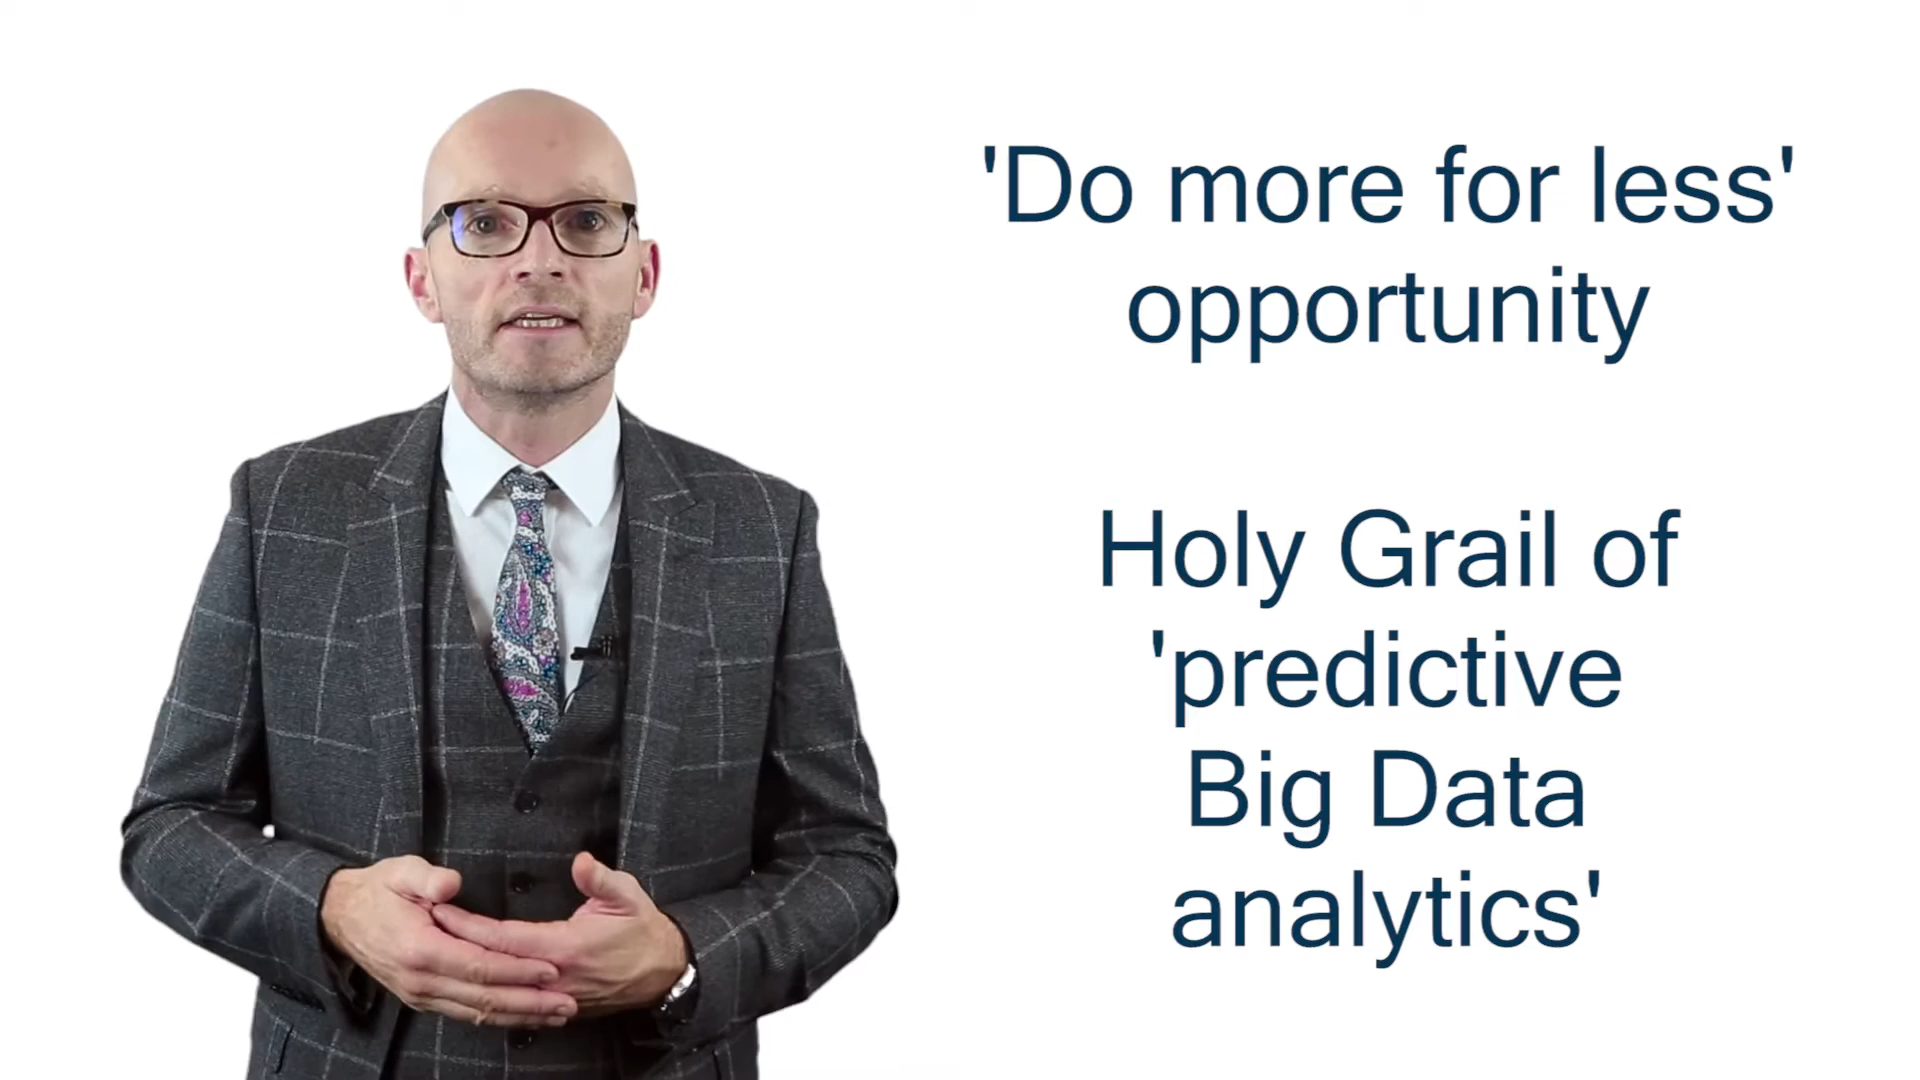 'Do more for less'
opportunity
Holy Grail of
'predictive
Big Data
analytics'